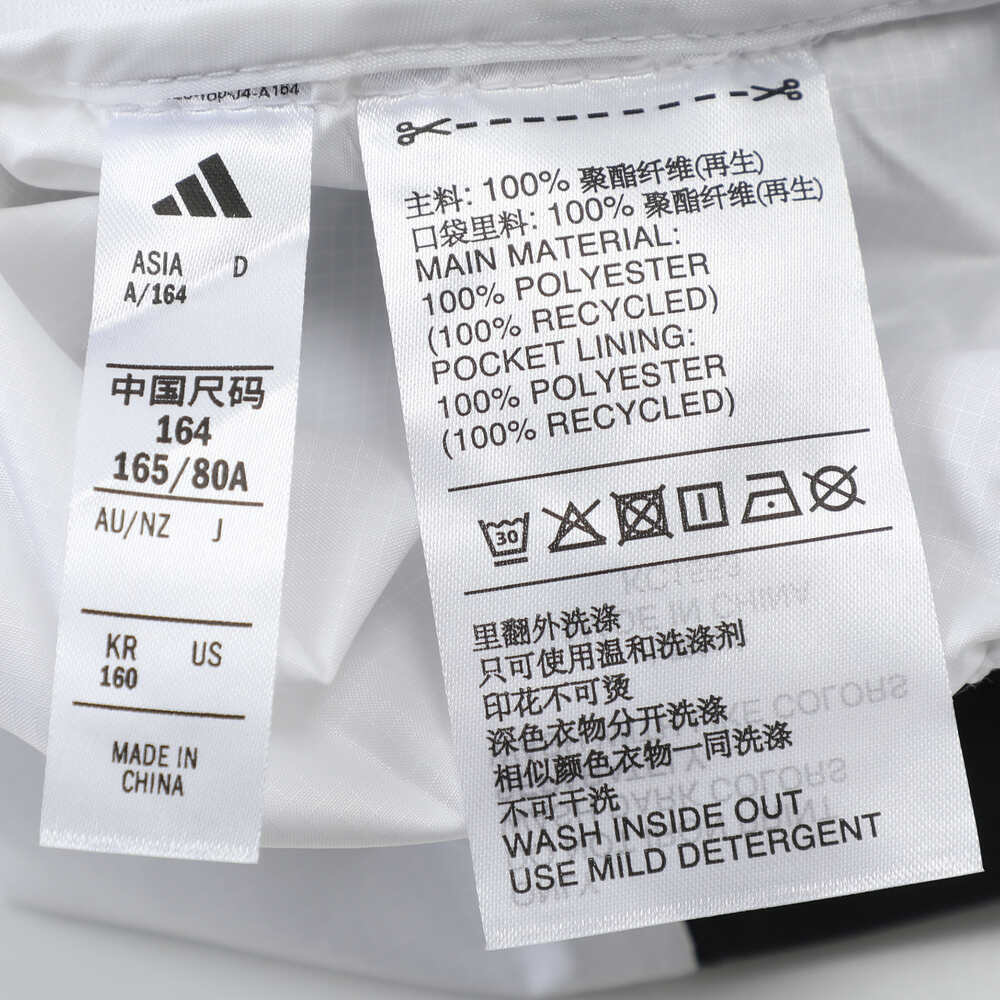 ASIA D
A/164
中国尺码
164
165/80A
AU/NZ J
KR US
160
MADE IN
CHINA
主料: 100% 聚酯纤维(再生)
口袋里料: 100% 聚酯纤维(再生)
MAIN MATERIAL:
100% POLYESTER
(100% RECYCLED)
POCKET LINING:
100% POLYESTER
(100% RECYCLED)
30
里翻外洗涤
只可使用温和洗涤剂
印花不可烫
深色衣物分开洗涤
相似颜色衣物一同洗涤
不可干洗
WASH INSIDE OUT
USE MILD DETERGENT